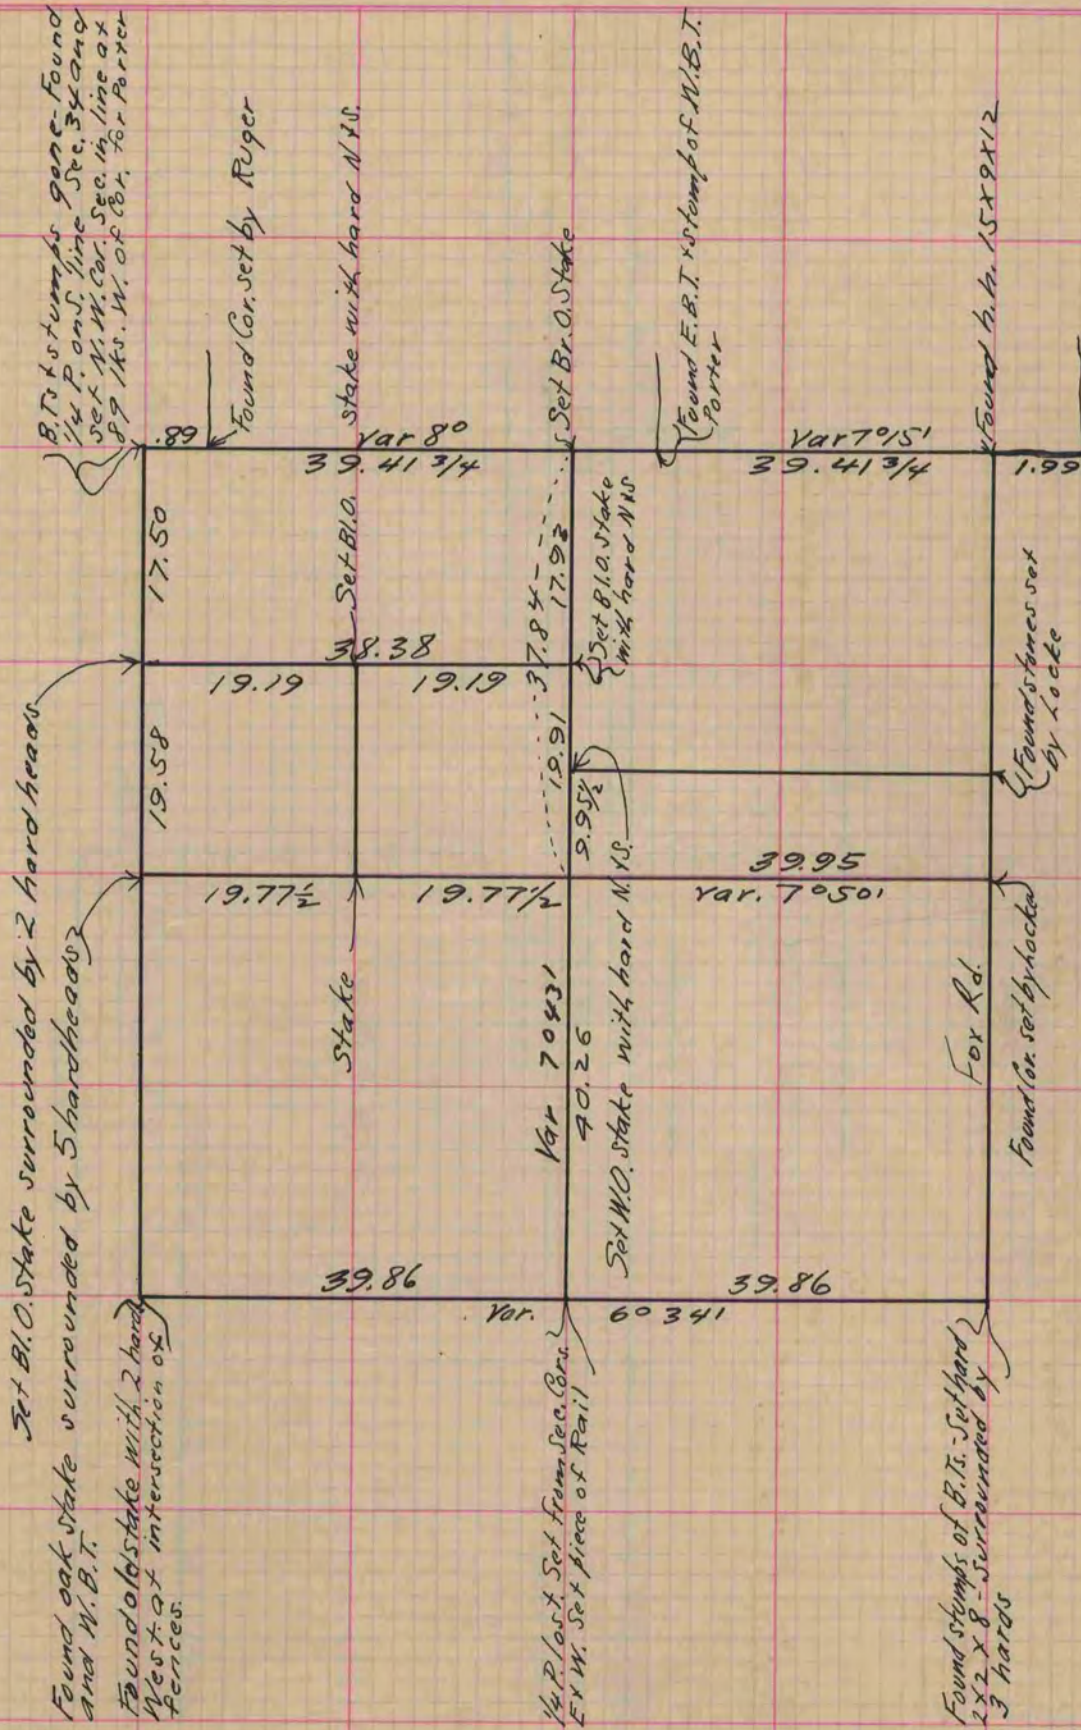 Set Bl.O. stake surrounded by 2 hard heads
Found oak stake surrounded by 5 hardheads
and W.B.T.
Found old stake with 2 hards
West at intersection of
fences.
B.Ts & stumps gone - Found
1/4 P. on S. line Sec. 34 and
set N.W. Cor. Sec. in line at
89 lks. W. of Cor. for Porter
.89
Found Cor. set by Ruger
17.50
19.58
Var 8°
39.41 3/4
stake with hard N & S.
Set Bl.O.
38.38
19.19
19.19
19.77 1/2
19.77 1/2
Stake
39.86
Set Br.O. Stake
37.84
17.93
19.91
9.95 1/2
Set Bl.O. Stake
with hard N & S
Var 7°43'
40.26
Set W.O. stake with hard N. & S.
Var. 6°34'
1/4 P. lost. Set from Sec. Cors.
E & W. Set piece of Rail
Found E.B.T. & stump of W.B.T.
Porter
Var 7°15'
39.41 3/4
39.95
Var. 7°50'
39.86
Found h.h. 15x9x12
1.99
Found stones set
by Locke
Fox Rd.
Found Cor. set by Locke
Found stumps of B.Ts. - Set hard
2x2x8 - surrounded by
3 hards